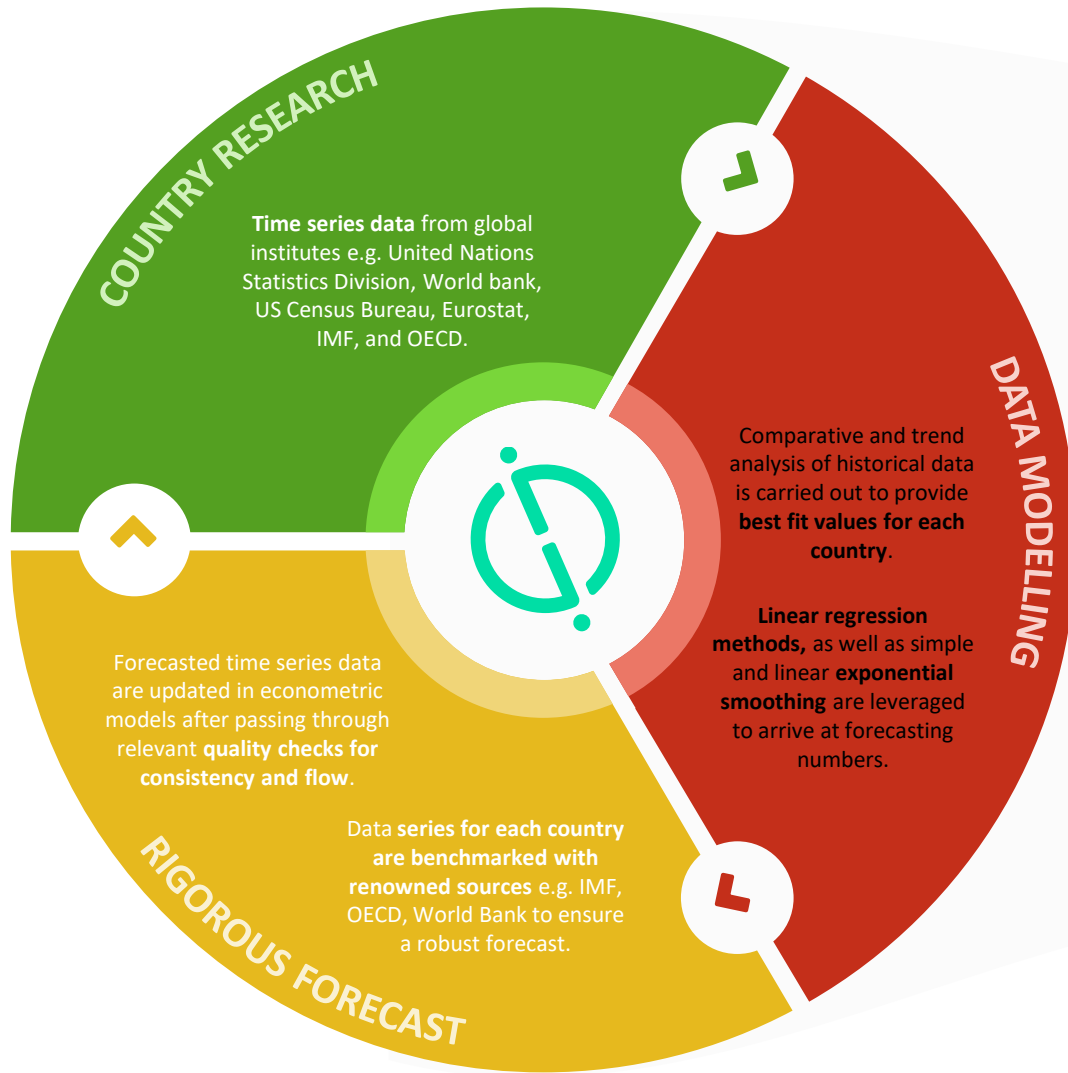 COUNTRY RESEARCH
Time series data from global
institutes e.g. United Nations
Statistics Division, World bank,
US Census Bureau, Eurostat,
IMF, and OECD.
DATA MODELLING
Comparative and trend
analysis of historical data
is carried out to provide
best fit values for each
country.
Linear regression
methods, as well as simple
and linear exponential
smoothing are leveraged
to arrive at forecasting
numbers.
RIGOROUS FORECAST
Forecasted time series data
are updated in econometric
models after passing through
relevant quality checks for
consistency and flow.
Data series for each country
are benchmarked with
renowned sources e.g. IMF,
OECD, World Bank to ensure
a robust forecast.